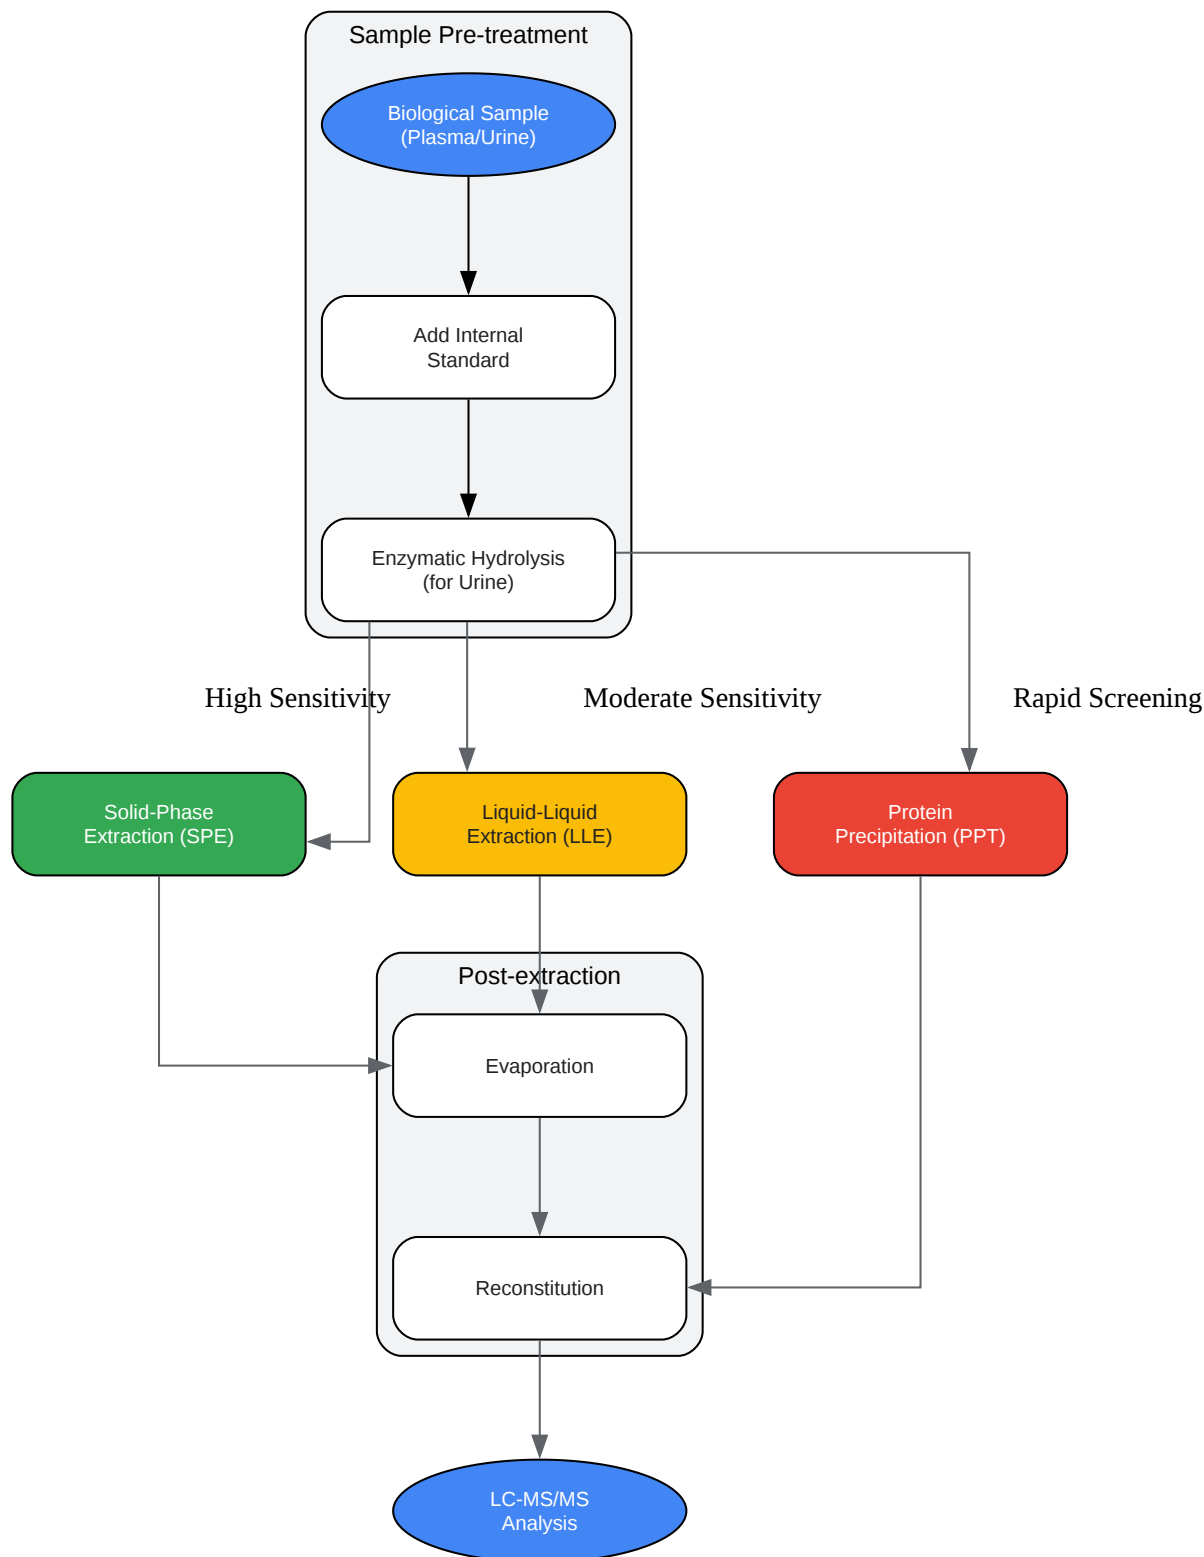 Sample Pre-treatment
Biological Sample
(Plasma/Urine)
Add Internal
Standard
Enzymatic Hydrolysis
(for Urine)
High Sensitivity
Moderate Sensitivity
Rapid Screening
Solid-Phase
Extraction (SPE)
Liquid-Liquid
Extraction (LLE)
Protein
Precipitation (PPT)
Post-extraction
Evaporation
Reconstitution
LC-MS/MS
Analysis